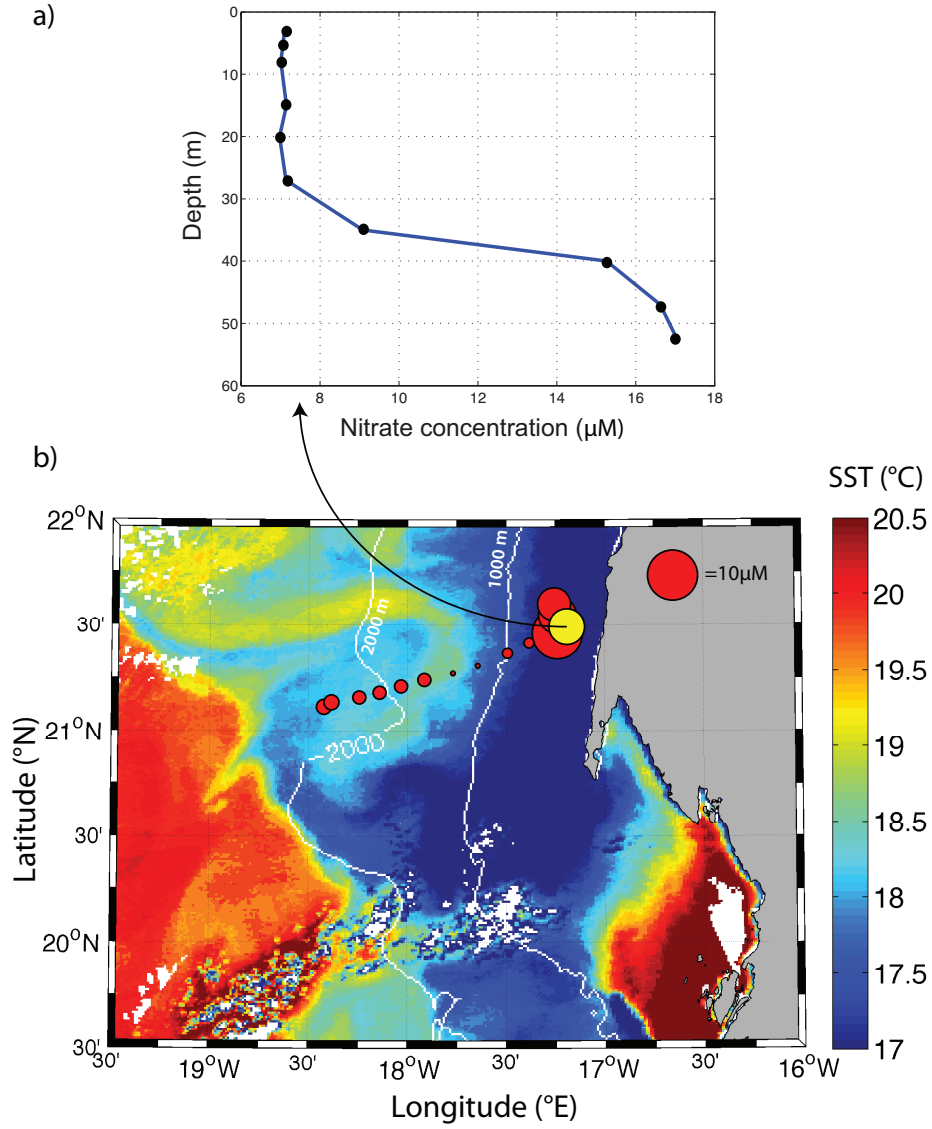 a)
0
10
20
30
40
50
60
Depth (m)
6 8 10 12 14 16 18
Nitrate concentration (μM)
b)
SST (°C)
22°N
30'
21°N
30'
20°N
30'
Latitude (°N)
2000 m
1000 m
=10μM
-2000
20.5
20
19.5
19
18.5
18
17.5
17
30' 19°W 30' 18°W 30' 17°W 30' 16°W
Longitude (°E)